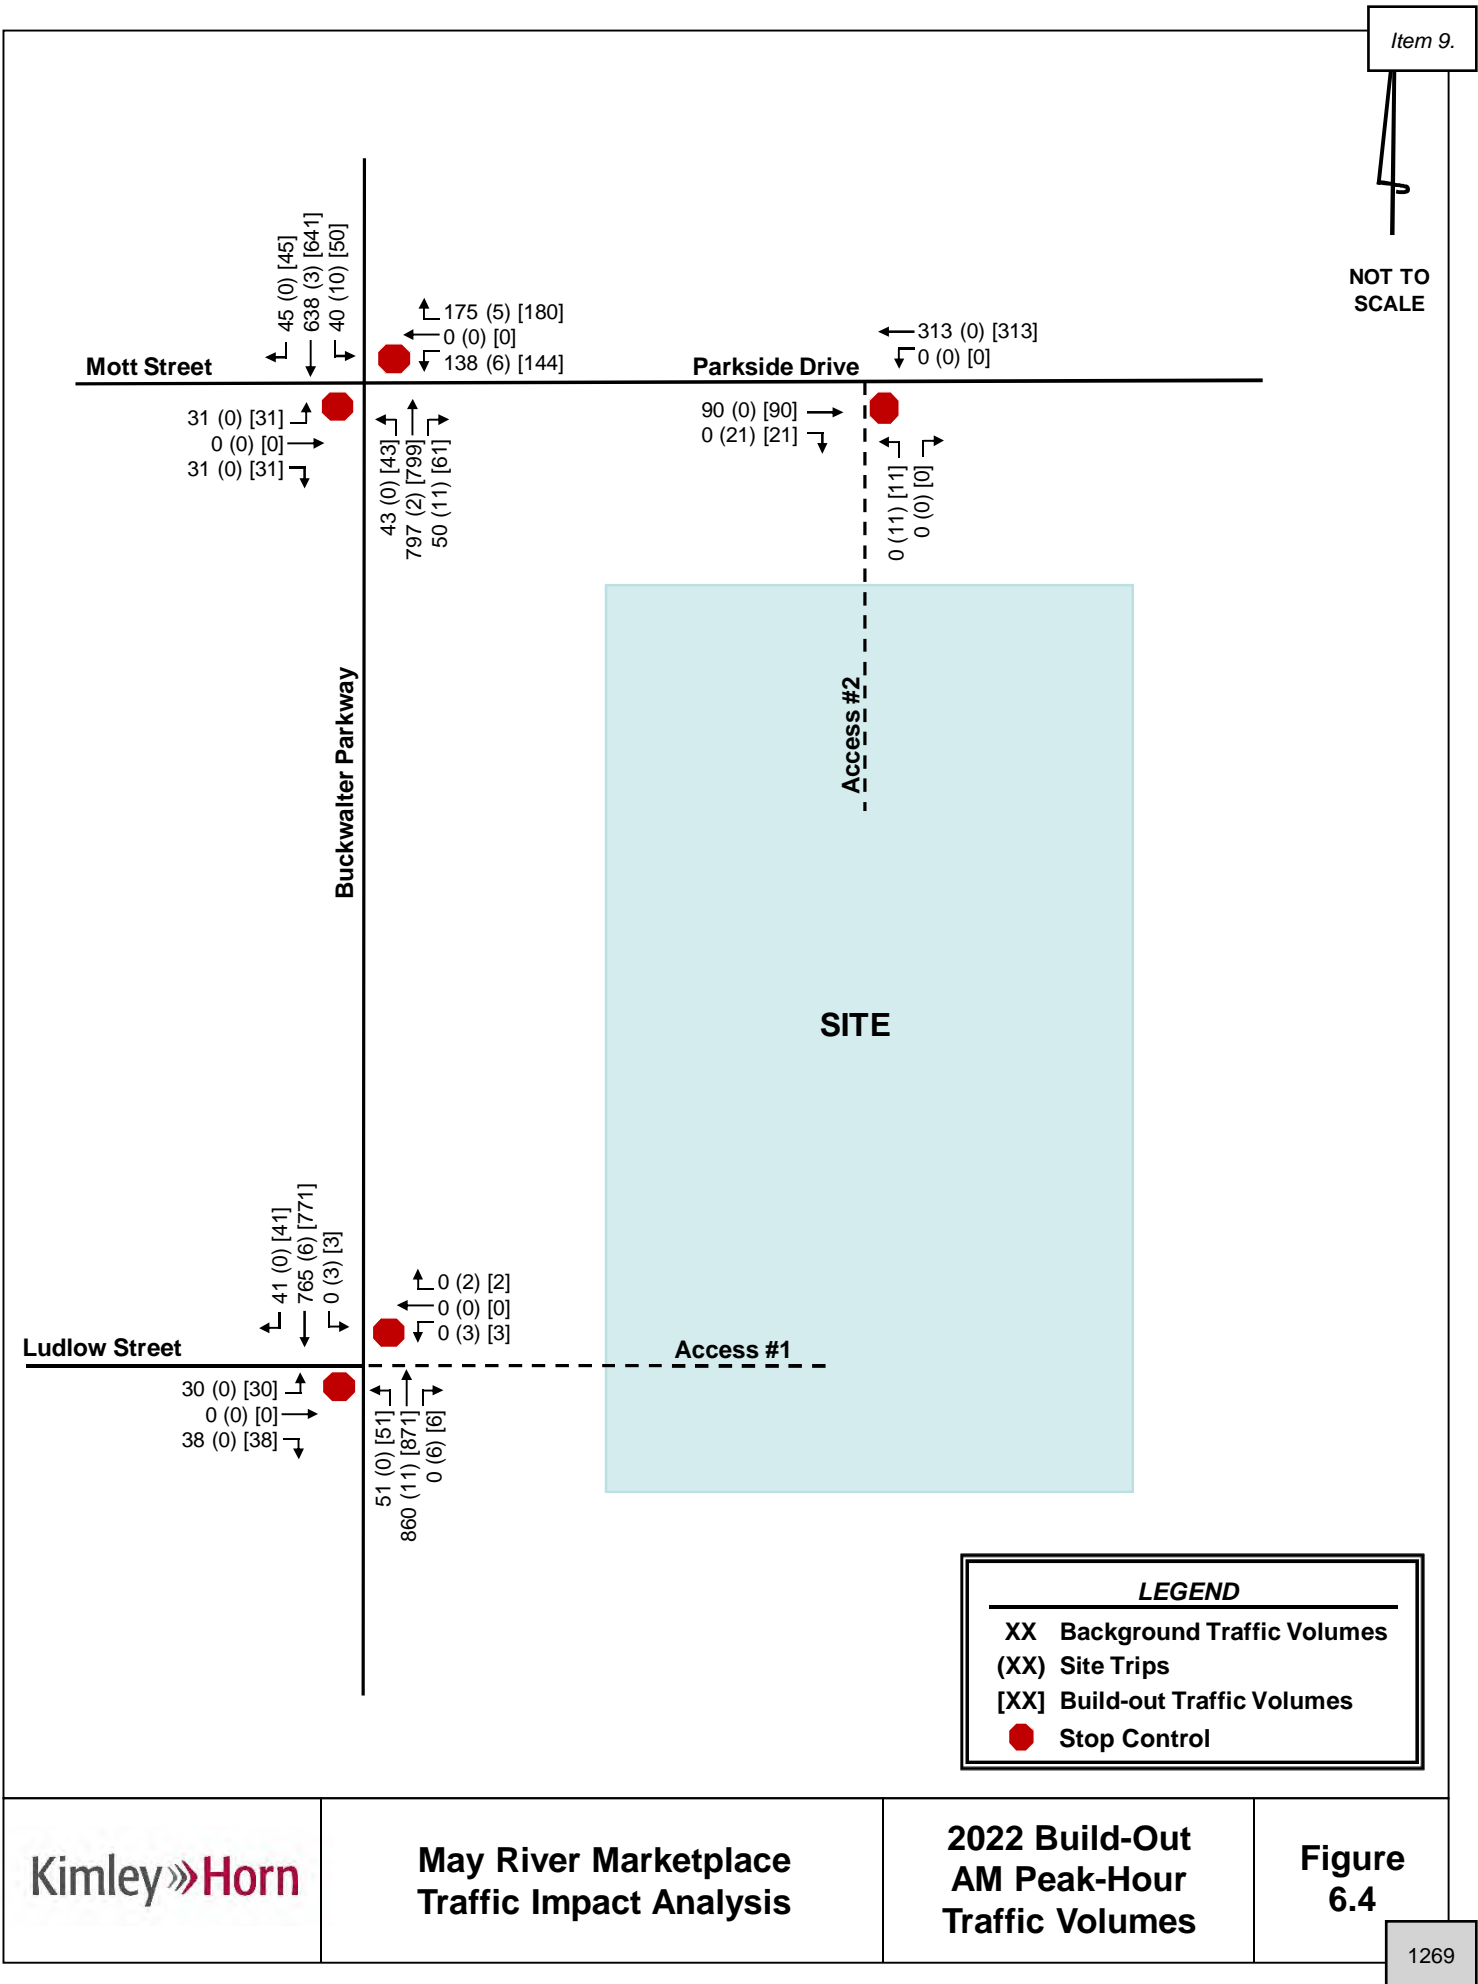 Item 9.
NOT TO
SCALE
45 (0) [45]
638 (3) [641]
40 (10) [50]
175 (5) [180]
0 (0) [0]
138 (6) [144]
Mott Street
Parkside Drive
313 (0) [313]
0 (0) [0]
31 (0) [31]
0 (0) [0]
31 (0) [31]
43 (0) [43]
797 (2) [799]
50 (11) [61]
90 (0) [90]
0 (21) [21]
0 (11) [11]
0 (0) [0]
Buckwalter Parkway
Access #2
SITE
41 (0) [41]
765 (6) [771]
0 (3) [3]
0 (2) [2]
0 (0) [0]
0 (3) [3]
Ludlow Street
Access #1
30 (0) [30]
0 (0) [0]
38 (0) [38]
51 (0) [51]
860 (11) [871]
0 (6) [6]
LEGEND
XX Background Traffic Volumes
(XX) Site Trips
[XX] Build-out Traffic Volumes
Stop Control
Kimley»Horn
May River Marketplace
Traffic Impact Analysis
2022 Build-Out
AM Peak-Hour
Traffic Volumes
Figure
6.4
1269